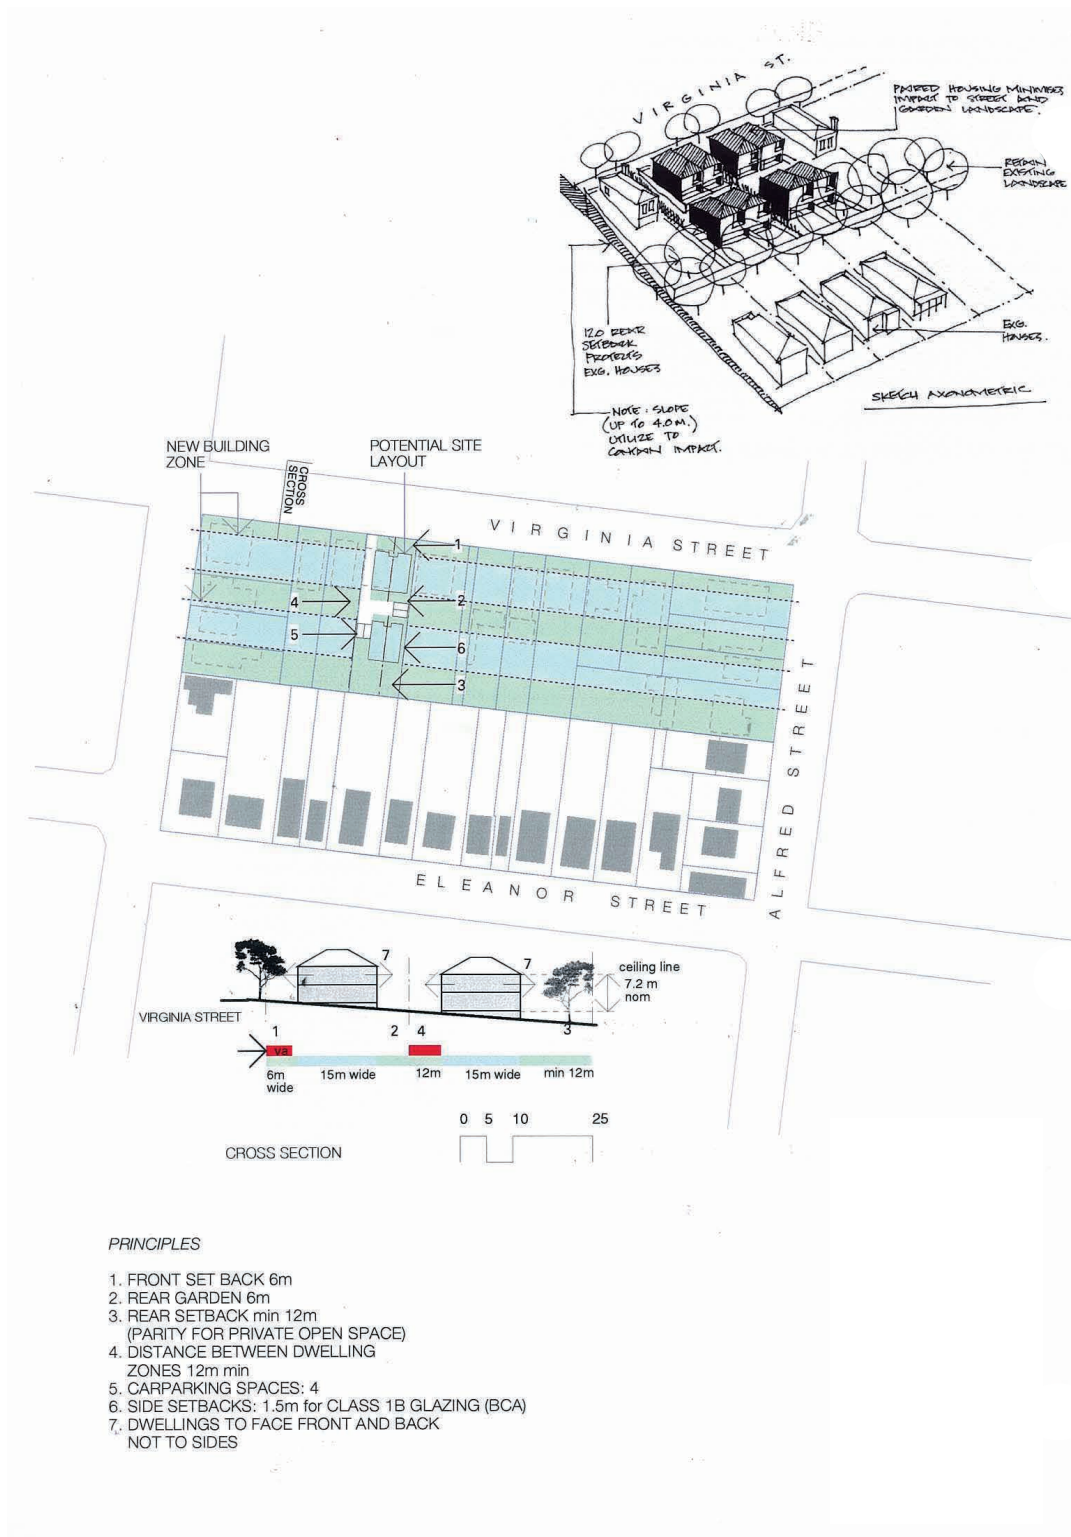 VIRGINIA ST.
PAIRED HOUSING MINIMISES
IMPACT TO STREET AND
GARDEN LANDSCAPE.
RETAIN
EXISTING
LANDSCAPE
12.0 REAR
SETBACK
PROTECTS
EXG. HOUSES
EXG.
HOUSES.
SKETCH AXONOMETRIC
NOTE: SLOPE
(UP TO 4.0 M.)
UTILIZE TO
CONTAIN IMPACT.
NEW BUILDING
ZONE
CROSS
SECTION
POTENTIAL SITE
LAYOUT
VIRGINIA STREET
1
4
2
5
6
3
ALFRED STREET
ELEANOR STREET
7
7
ceiling line
7.2 m
nom
VIRGINIA STREET
1
2
4
3
va
6m
wide
15m wide
12m
15m wide
min 12m
0 5 10 25
CROSS SECTION
PRINCIPLES
1. FRONT SET BACK 6m
2. REAR GARDEN 6m
3. REAR SETBACK min 12m
(PARITY FOR PRIVATE OPEN SPACE)
4. DISTANCE BETWEEN DWELLING
ZONES 12m min
5. CARPARKING SPACES: 4
6. SIDE SETBACKS: 1.5m for CLASS 1B GLAZING (BCA)
7. DWELLINGS TO FACE FRONT AND BACK
NOT TO SIDES